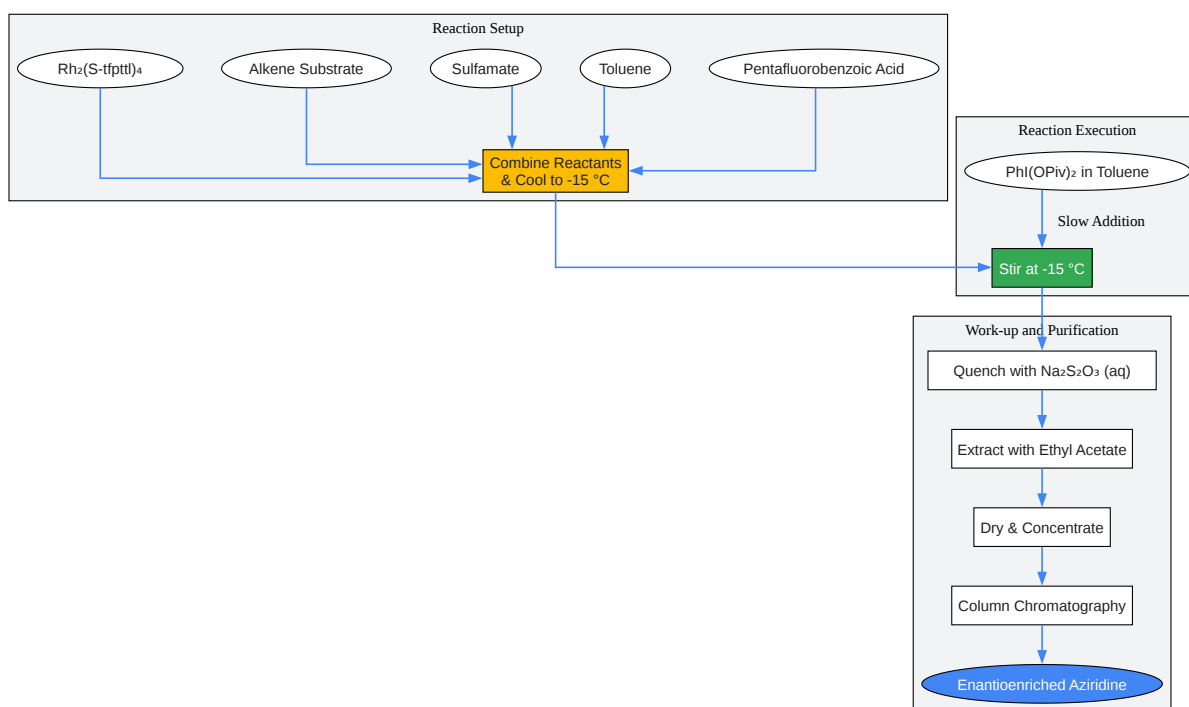 Reaction Setup
Rh₂(S-tfpttl)₄
Alkene Substrate
Sulfamate
Toluene
Pentafluorobenzoic Acid
Combine Reactants
& Cool to -15 °C
Reaction Execution
PhI(OPiv)₂ in Toluene
Slow Addition
Stir at -15 °C
Work-up and Purification
Quench with Na₂S₂O₃ (aq)
Extract with Ethyl Acetate
Dry & Concentrate
Column Chromatography
Enantioenriched Aziridine